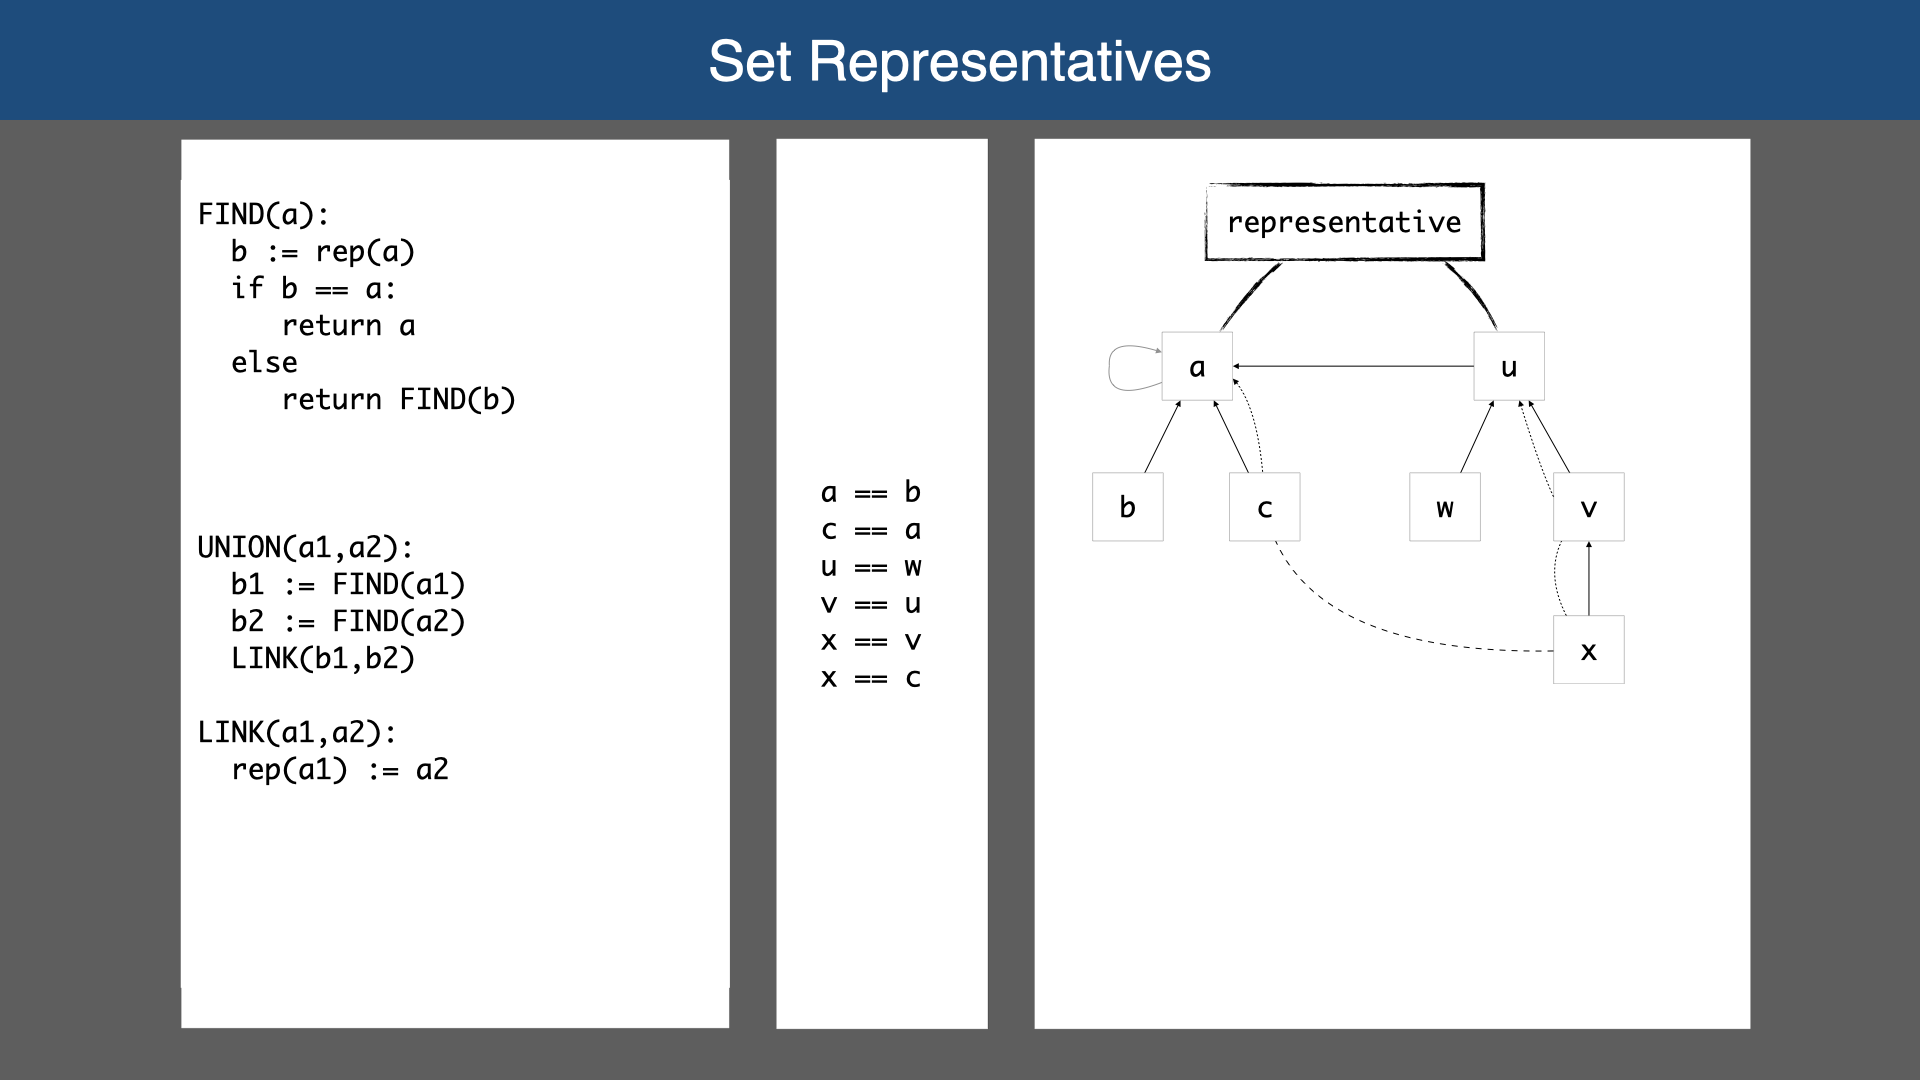 Set Representatives
FIND(a):
  b := rep(a)
  if b == a:
     return a
  else
     return FIND(b)
UNION(a1,a2):
  b1 := FIND(a1)
  b2 := FIND(a2)
  LINK(b1,b2)
LINK(a1,a2):
  rep(a1) := a2
a == b
c == a
u == w
v == u
x == v
x == c
representative
a u
b c w v
x